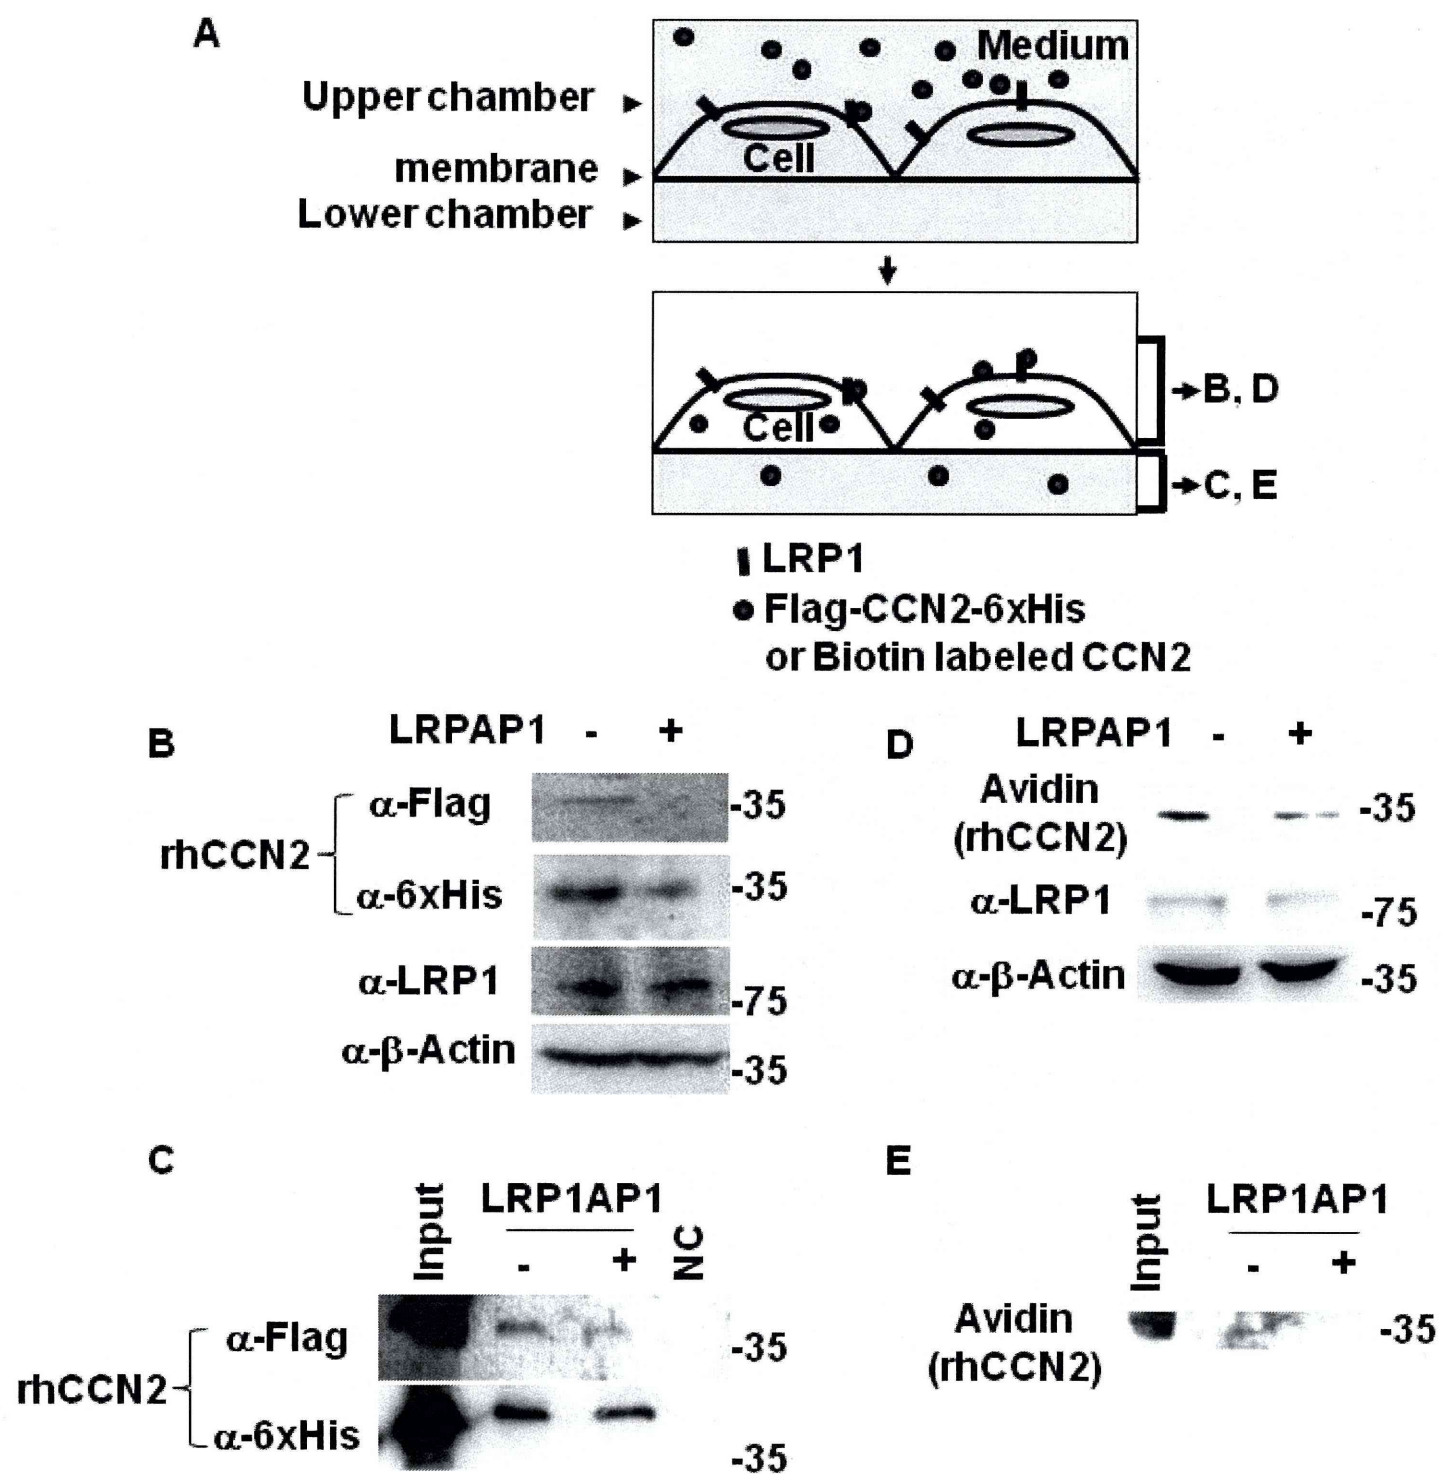 A
Medium
Upper chamber
Cell
membrane
Lower chamber
Cell
B, D
C, E
LRP1
Flag-CCN2-6xHis
or Biotin labeled CCN2
B
LRPAP1 - +
α-Flag
-35
rhCCN2
α-6xHis
-35
α-LRP1
-75
α-β-Actin
-35
D
LRPAP1 - +
Avidin
(rhCCN2)
-35
α-LRP1
-75
α-β-Actin
-35
C
Input
LRP1AP1
- +
NC
α-Flag
-35
rhCCN2
α-6xHis
-35
E
Input
LRP1AP1
- +
Avidin
(rhCCN2)
-35